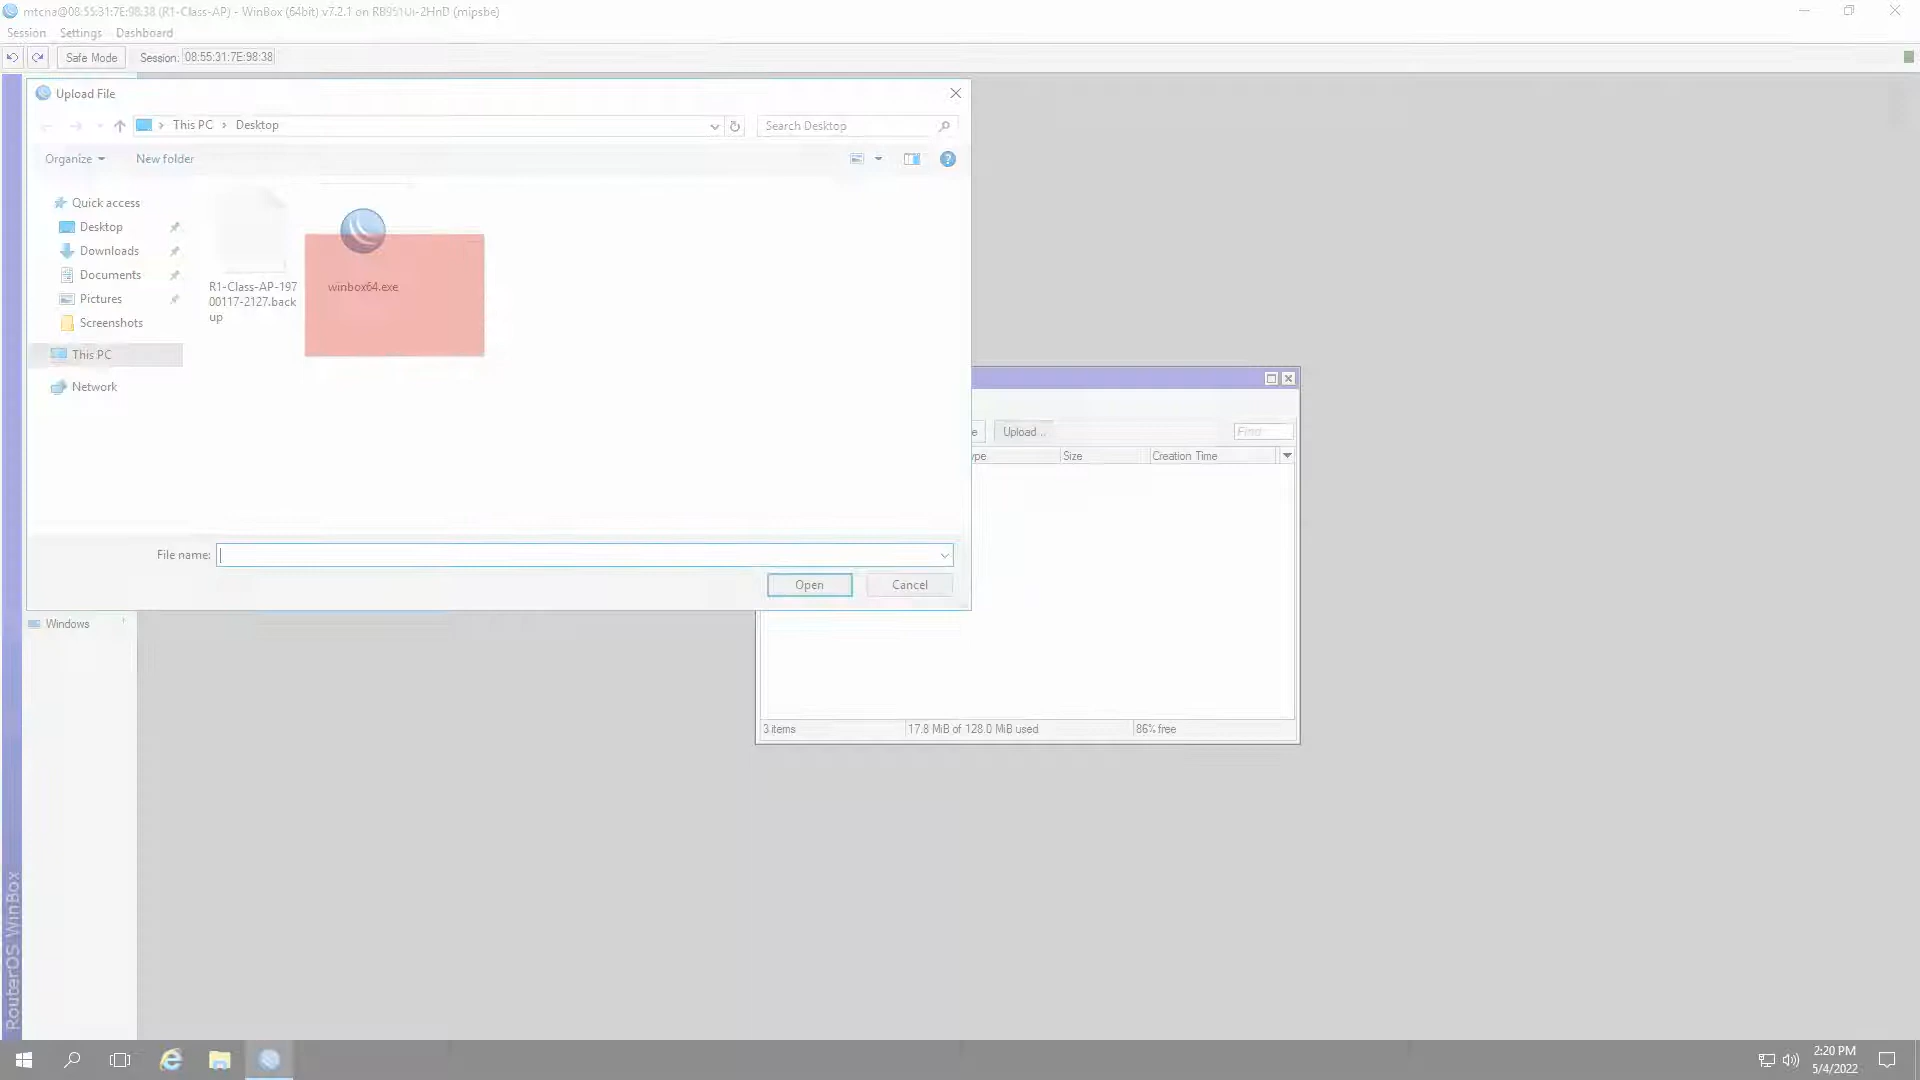 mtcna@08:55:31:7E:98:38 (R1-Class-AP) - WinBox (64bit) v7.2.1 on RB951Ui-2HnD (mipsbe)
Session Settings Dashboard
Safe Mode Session: 08:55:31:7E:98:38
Upload File
This PC > Desktop
Search Desktop
Organize New folder
Quick access
Desktop
Downloads
Documents
Pictures
Screenshots
This PC
Network
R1-Class-AP-197
00117-2127.back
up
winbox64.exe
File name:
Open Cancel
e Upload... Find
ype Size Creation Time
3 items 17.8 MiB of 128.0 MiB used 86% free
Windows
RouterOS WinBox
2:20 PM
5/4/2022